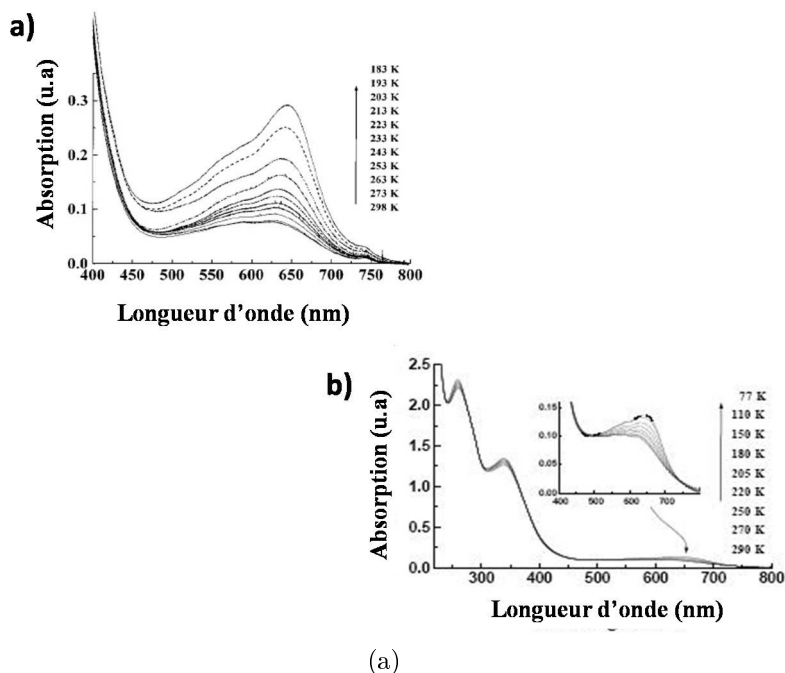 a)
Absorption (u.a)
0.3
0.2
0.1
0.0
400 450 500 550 600 650 700 750 800
Longueur d'onde (nm)
183 K
193 K
203 K
213 K
223 K
233 K
243 K
253 K
263 K
273 K
298 K
b)
Absorption (u.a)
2.5
2.0
1.5
1.0
0.5
0.0
300 400 500 600 700 800
Longueur d'onde (nm)
0.15
0.10
0.05
0.00
400 500 600 700
77 K
110 K
150 K
180 K
205 K
220 K
250 K
270 K
290 K
(a)